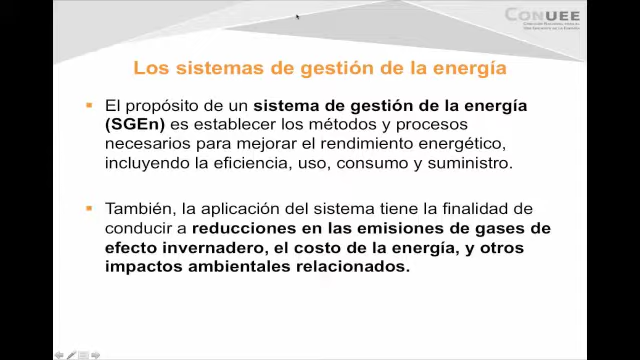 CONUEE
Los sistemas de gestión de la energía
El propósito de un sistema de gestión de la energía
(SGEn) es establecer los métodos y procesos
necesarios para mejorar el rendimiento energético,
incluyendo la eficiencia, uso, consumo y suministro.
También, la aplicación del sistema tiene la finalidad de
conducir a reducciones en las emisiones de gases de
efecto invernadero, el costo de la energía, y otros
impactos ambientales relacionados.